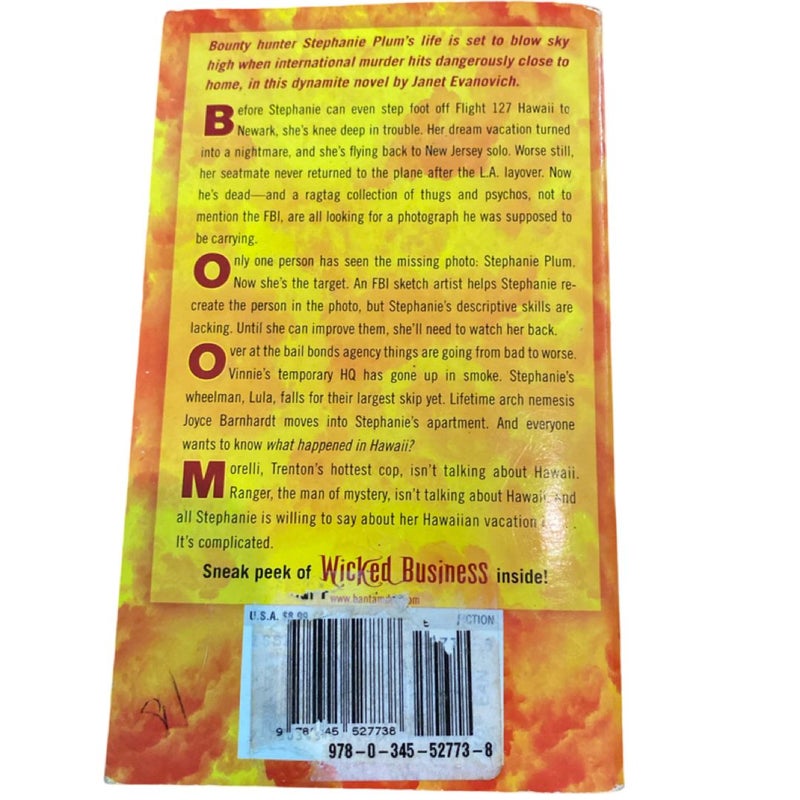 Bounty hunter Stephanie Plum's life is set to blow sky
high when international murder hits dangerously close to
home, in this dynamite novel by Janet Evanovich.
Before Stephanie can even step foot off Flight 127 Hawaii to
Newark, she's knee deep in trouble. Her dream vacation turned
into a nightmare, and she's flying back to New Jersey solo. Worse still,
her seatmate never returned to the plane after the L.A. layover. Now
he's dead—and a ragtag collection of thugs and psychos, not to
mention the FBI, are all looking for a photograph he was supposed to
be carrying.
Only one person has seen the missing photo: Stephanie Plum.
Now she's the target. An FBI sketch artist helps Stephanie re-
create the person in the photo, but Stephanie's descriptive skills are
lacking. Until she can improve them, she'll need to watch her back.
Over at the bail bonds agency things are going from bad to worse.
Vinnie's temporary HQ has gone up in smoke. Stephanie's
wheelman, Lula, falls for their largest skip yet. Lifetime arch nemesis
Joyce Barnhardt moves into Stephanie's apartment. And everyone
wants to know what happened in Hawaii?
Morelli, Trenton's hottest cop, isn't talking about Hawaii.
Ranger, the man of mystery, isn't talking about Hawaii. And
all Stephanie is willing to say about her Hawaiian vacation
It's complicated.
Sneak peek of Wicked Business inside!
U.S.A. $8.99
9 78 45 527738
978-0-345-52773-8
21